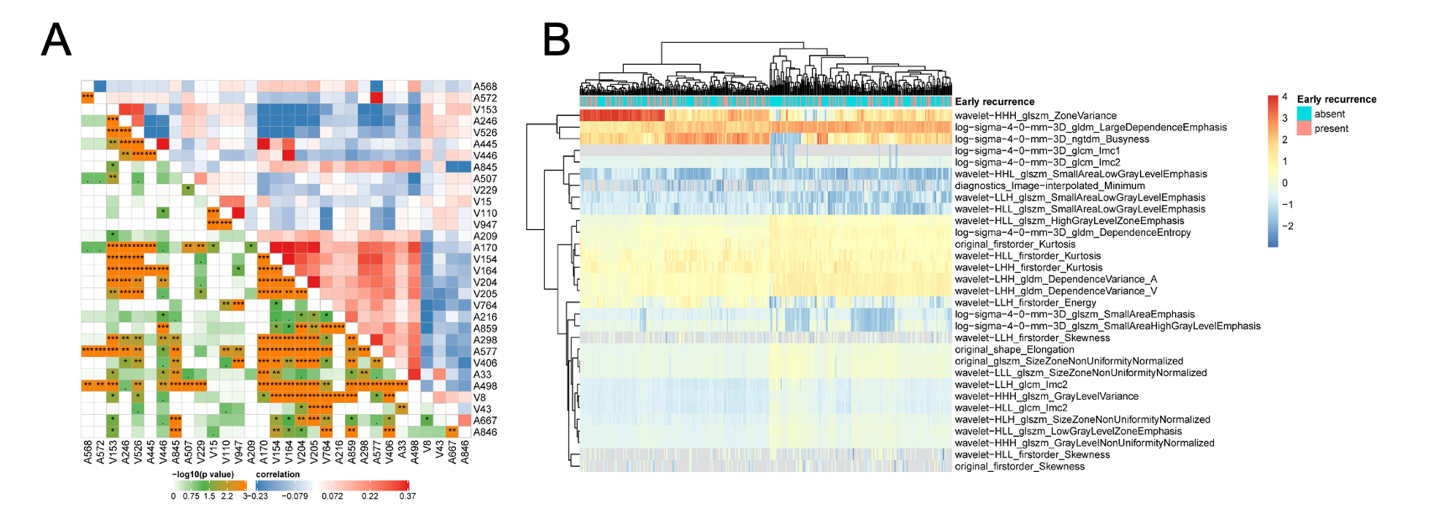 A
B
A568
A572
V153
A246
V526
A445
V446
A845
A507
V229
V15
V110
V947
A209
A170
V154
V164
V204
V205
V764
A216
A859
A298
A577
V406
A33
A498
V8
V43
A667
A846
A568
A572
V153
A246
V526
A445
V446
A845
A507
V229
V15
V110
V947
A209
A170
V154
V164
V204
V205
V764
A216
A859
A298
A577
V406
A33
A498
V8
V43
A667
A846
−log10(p value)
0 0.75 1.5 2.2 3
correlation
−0.23 −0.079 0.072 0.22 0.37
Early recurrence
wavelet-HHH_glszm_ZoneVariance
log-sigma-4-0-mm-3D_gldm_LargeDependenceEmphasis
log-sigma-4-0-mm-3D_ngtdm_Busyness
log-sigma-4-0-mm-3D_glcm_Imc1
log-sigma-4-0-mm-3D_glcm_Imc2
wavelet-HHL_glszm_SmallAreaLowGrayLevelEmphasis
diagnostics_Image-interpolated_Minimum
wavelet-LLH_glszm_SmallAreaLowGrayLevelEmphasis
wavelet-HLL_glszm_SmallAreaLowGrayLevelEmphasis
wavelet-HLL_glszm_HighGrayLevelZoneEmphasis
log-sigma-4-0-mm-3D_gldm_DependenceEntropy
original_firstorder_Kurtosis
wavelet-HLL_firstorder_Kurtosis
wavelet-LHH_firstorder_Kurtosis
wavelet-LHH_gldm_DependenceVariance_A
wavelet-LHH_gldm_DependenceVariance_V
wavelet-LLH_firstorder_Energy
log-sigma-4-0-mm-3D_glszm_SmallAreaEmphasis
log-sigma-4-0-mm-3D_glszm_SmallAreaHighGrayLevelEmphasis
wavelet-LLH_firstorder_Skewness
original_shape_Elongation
original_glszm_SizeZoneNonUniformityNormalized
wavelet-LLL_glszm_SizeZoneNonUniformityNormalized
wavelet-LLH_glcm_Imc2
wavelet-HHH_glszm_GrayLevelVariance
wavelet-HLL_glcm_Imc2
wavelet-HLH_glszm_SizeZoneNonUniformityNormalized
wavelet-HLL_glszm_LowGrayLevelZoneEmphasis
wavelet-HHH_glszm_GrayLevelNonUniformityNormalized
wavelet-HLL_firstorder_Skewness
original_firstorder_Skewness
4
3
2
1
0
−1
−2
Early recurrence
absent
present